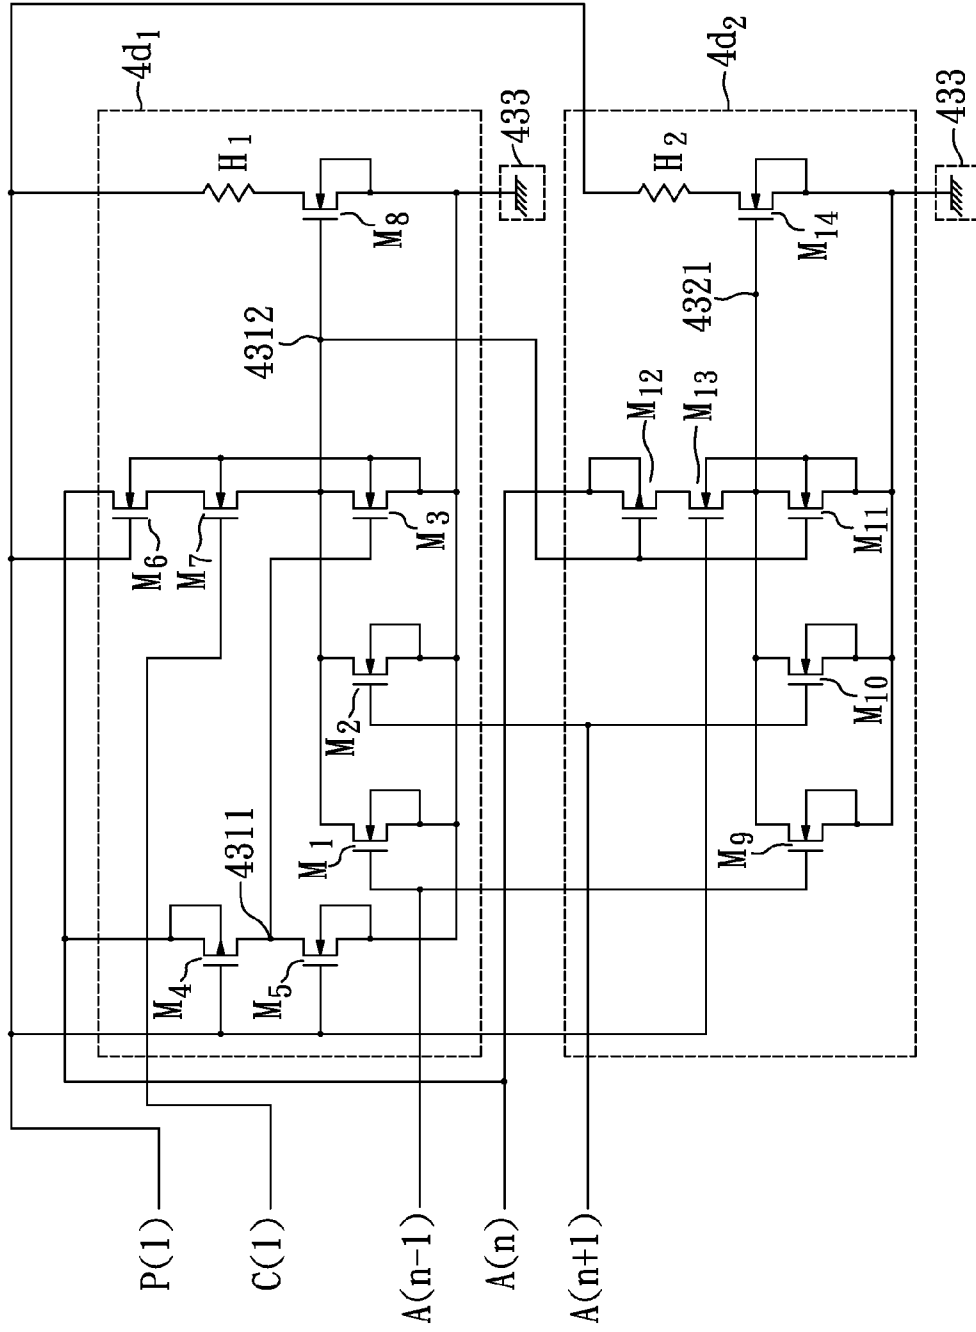 4d1
H1
M8
433
4312
M6
M7
M3
M2
M1
4311
M4
M5
4d2
H2
M14
433
4321
M12
M13
M11
M10
M9
P(1)
C(1)
A(n-1)
A(n)
A(n+1)